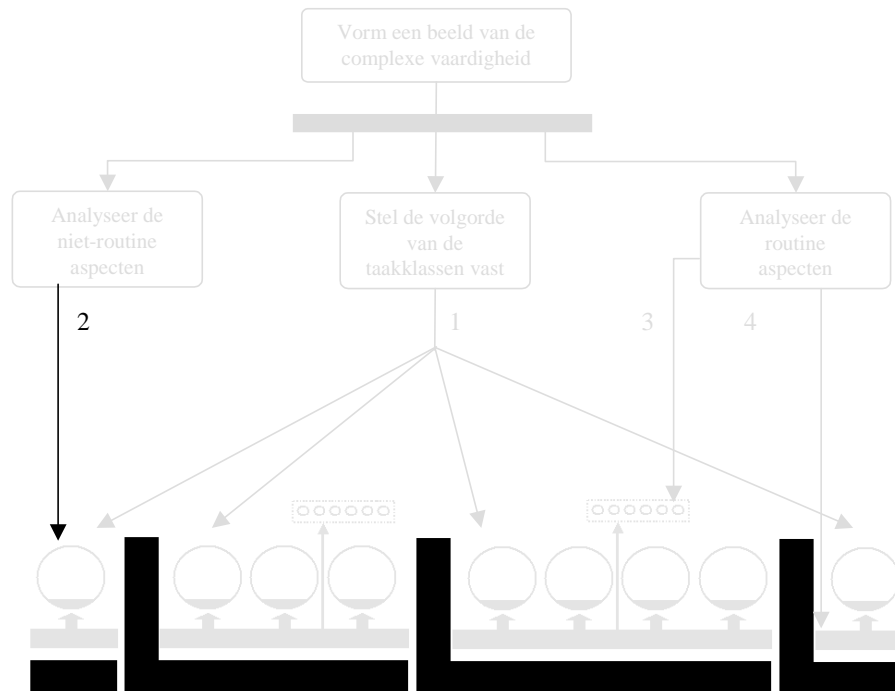 Vorm een beeld van de
complexe vaardigheid
Analyseer de
niet-routine
aspecten
Stel de volgorde
van de
taakklassen vast
Analyseer de
routine
aspecten
2
1
3
4